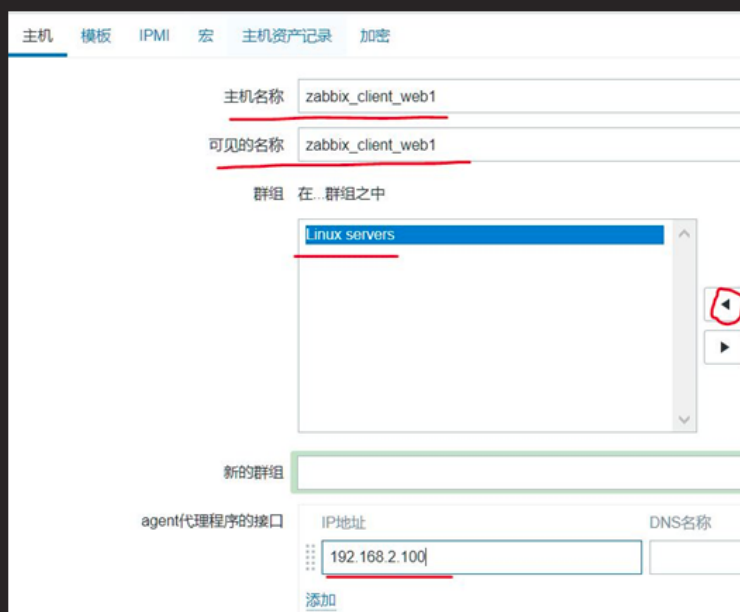 主机 模板 IPMI 宏 主机资产记录 加密
主机名称 zabbix_client_web1
可见的名称 zabbix_client_web1
群组 在...群组之中
Linux servers
新的群组
agent代理程序的接口 IP地址 DNS名称
192.168.2.100
添加